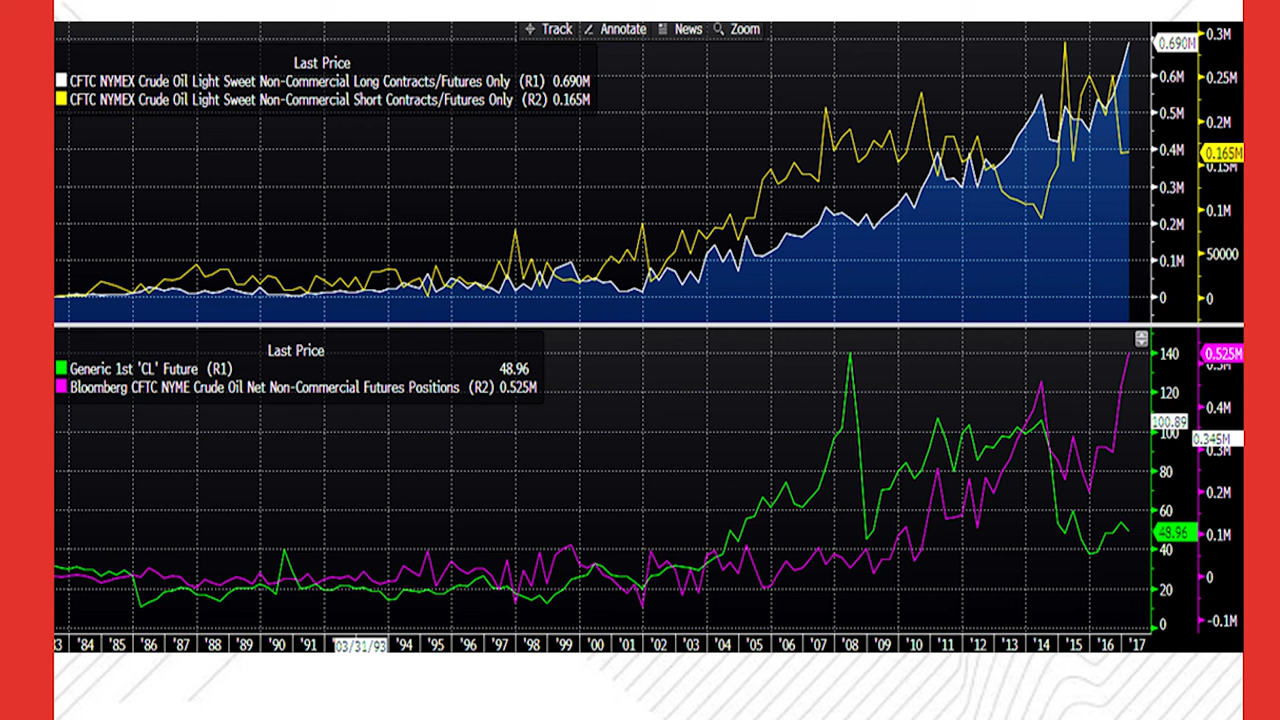 Track Annotate News Zoom
Last Price
CFTC NYMEX Crude Oil Light Sweet Non-Commercial Long Contracts/Futures Only (R1) 0.690M
CFTC NYMEX Crude Oil Light Sweet Non-Commercial Short Contracts/Futures Only (R2) 0.165M
0.690M
0.6M
0.5M
0.4M
0.3M
0.2M
0.1M
0
0.3M
0.25M
0.2M
0.165M
0.15M
0.1M
50000
0
Last Price
Generic 1st 'CL' Future (R1) 48.96
Bloomberg CFTC NYME Crude Oil Net Non-Commercial Futures Positions (R2) 0.525M
140
120
100.89
100
80
60
48.96
40
20
0
0.525M
0.4M
0.345M
0.3M
0.2M
0.1M
0
-0.1M
'84 '85 '86 '87 '88 '89 '90 '91 03/31/93 '94 '95 '96 '97 '98 '99 '00 '01 '02 '03 '04 '05 '06 '07 '08 '09 '10 '11 '12 '13 '14 '15 '16 '17